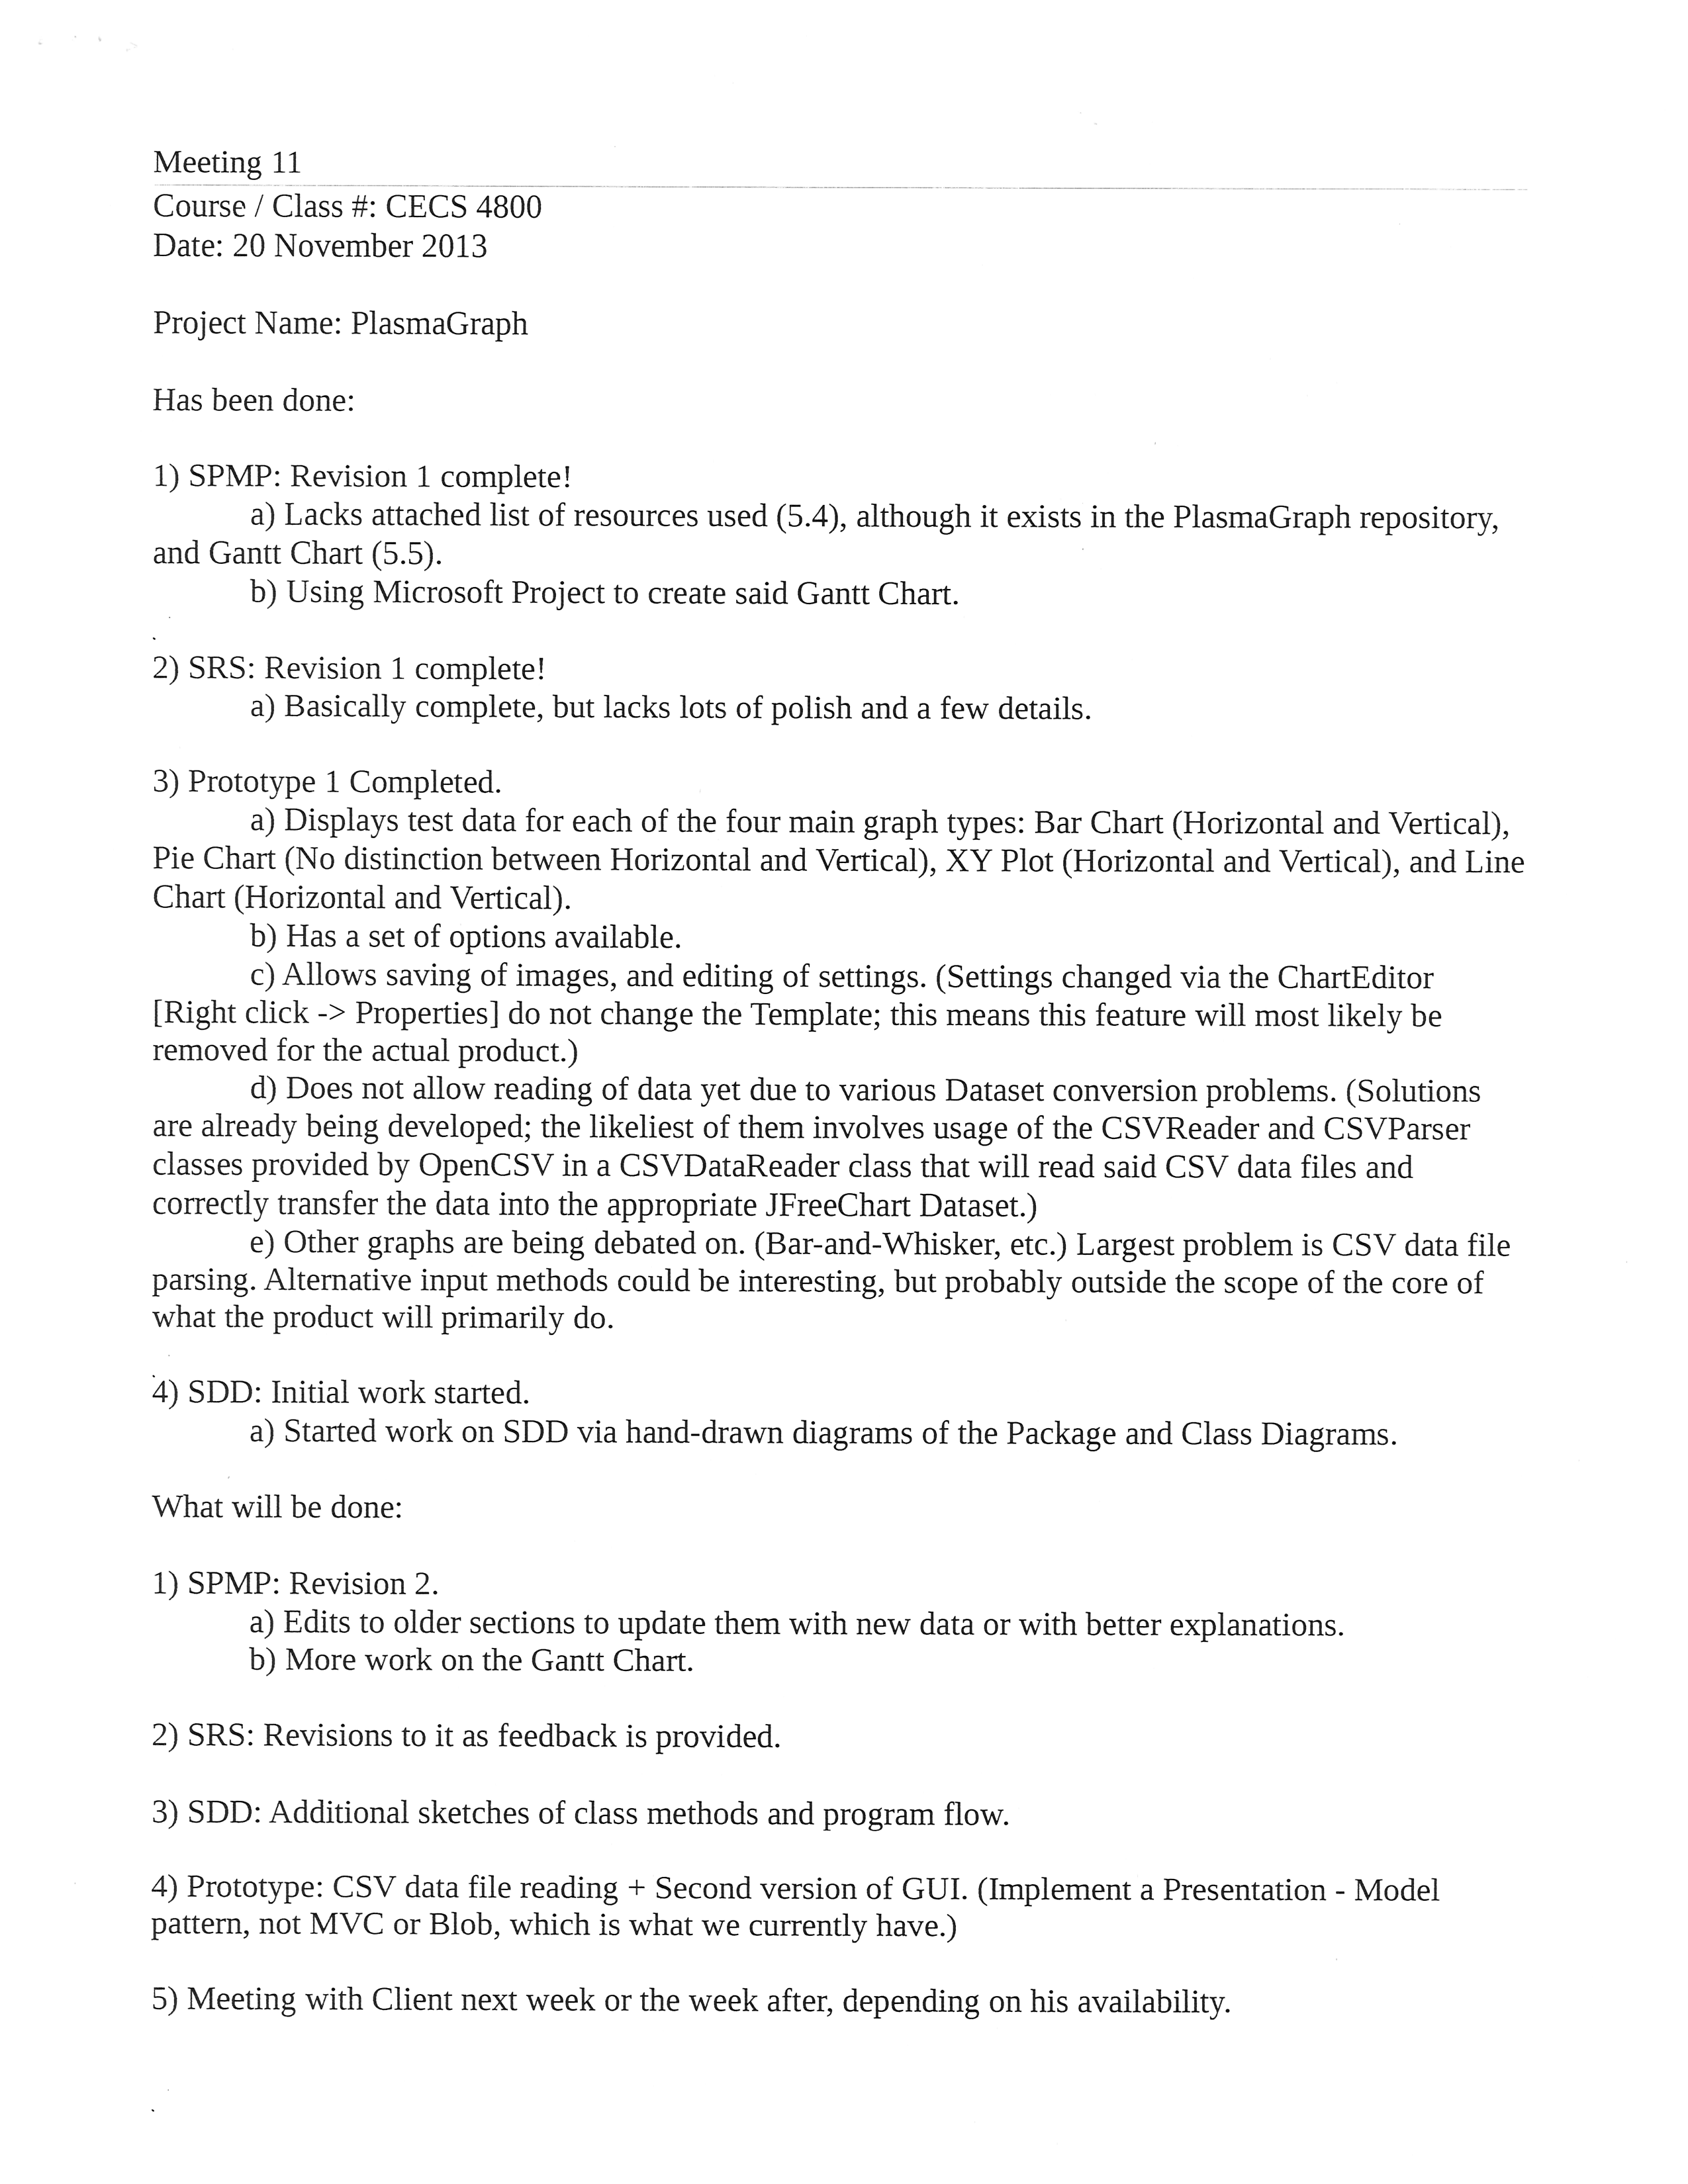 Meeting 11
Course / Class #: CECS 4800
Date: 20 November 2013
Project Name: PlasmaGraph
Has been done:
1) SPMP: Revision 1 complete!
a) Lacks attached list of resources used (5.4), although it exists in the PlasmaGraph repository,
and Gantt Chart (5.5).
b) Using Microsoft Project to create said Gantt Chart.
2) SRS: Revision 1 complete!
a) Basically complete, but lacks lots of polish and a few details.
3) Prototype 1 Completed.
a) Displays test data for each of the four main graph types: Bar Chart (Horizontal and Vertical),
Pie Chart (No distinction between Horizontal and Vertical), XY Plot (Horizontal and Vertical), and Line
Chart (Horizontal and Vertical).
b) Has a set of options available.
c) Allows saving of images, and editing of settings. (Settings changed via the ChartEditor
[Right click -> Properties] do not change the Template; this means this feature will most likely be
removed for the actual product.)
d) Does not allow reading of data yet due to various Dataset conversion problems. (Solutions
are already being developed; the likeliest of them involves usage of the CSVReader and CSVParser
classes provided by OpenCSV in a CSVDataReader class that will read said CSV data files and
correctly transfer the data into the appropriate JFreeChart Dataset.)
e) Other graphs are being debated on. (Bar-and-Whisker, etc.) Largest problem is CSV data file
parsing. Alternative input methods could be interesting, but probably outside the scope of the core of
what the product will primarily do.
4) SDD: Initial work started.
a) Started work on SDD via hand-drawn diagrams of the Package and Class Diagrams.
What will be done:
1) SPMP: Revision 2.
a) Edits to older sections to update them with new data or with better explanations.
b) More work on the Gantt Chart.
2) SRS: Revisions to it as feedback is provided.
3) SDD: Additional sketches of class methods and program flow.
4) Prototype: CSV data file reading + Second version of GUI. (Implement a Presentation - Model
pattern, not MVC or Blob, which is what we currently have.)
5) Meeting with Client next week or the week after, depending on his availability.